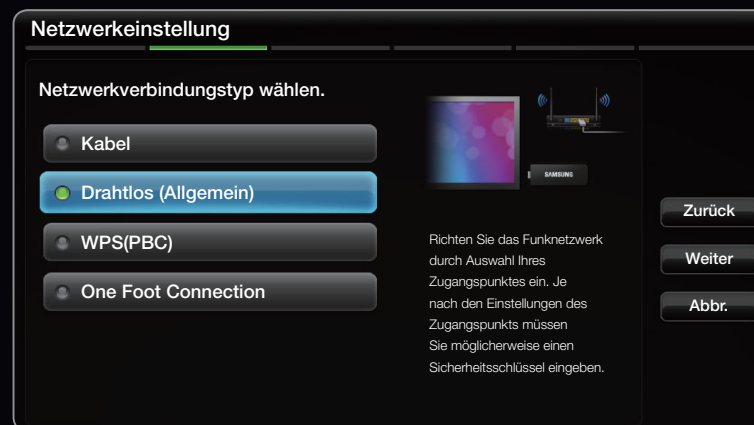 Netzwerkeinstellung
Netzwerkverbindungstyp wählen.
Kabel
Drahtlos (Allgemein)
WPS(PBC)
One Foot Connection
SAMSUNG
Richten Sie das Funknetzwerk
durch Auswahl Ihres
Zugangspunktes ein. Je
nach den Einstellungen des
Zugangspunkts müssen
Sie möglicherweise einen
Sicherheitsschlüssel eingeben.
Zurück
Weiter
Abbr.